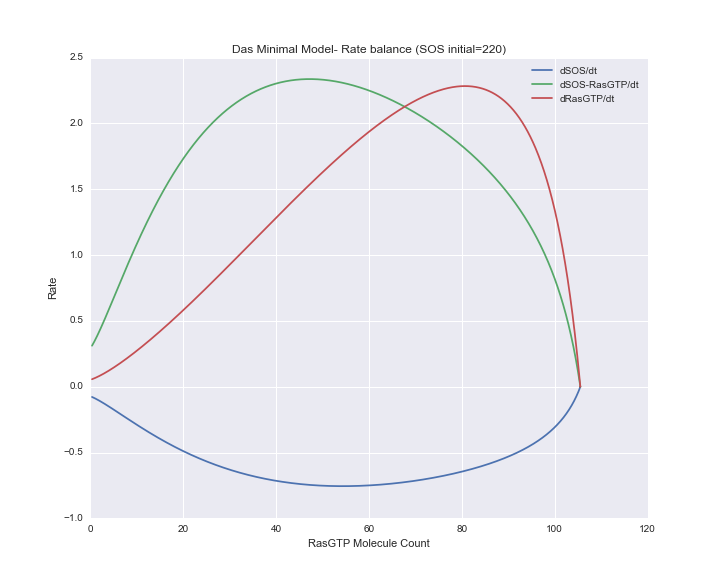 Das Minimal Model- Rate balance (SOS initial=220)
dSOS/dt
dSOS-RasGTP/dt
dRasGTP/dt
2.5
2.0
1.5
1.0
0.5
0.0
−0.5
−1.0
Rate
0 20 40 60 80 100 120
RasGTP Molecule Count